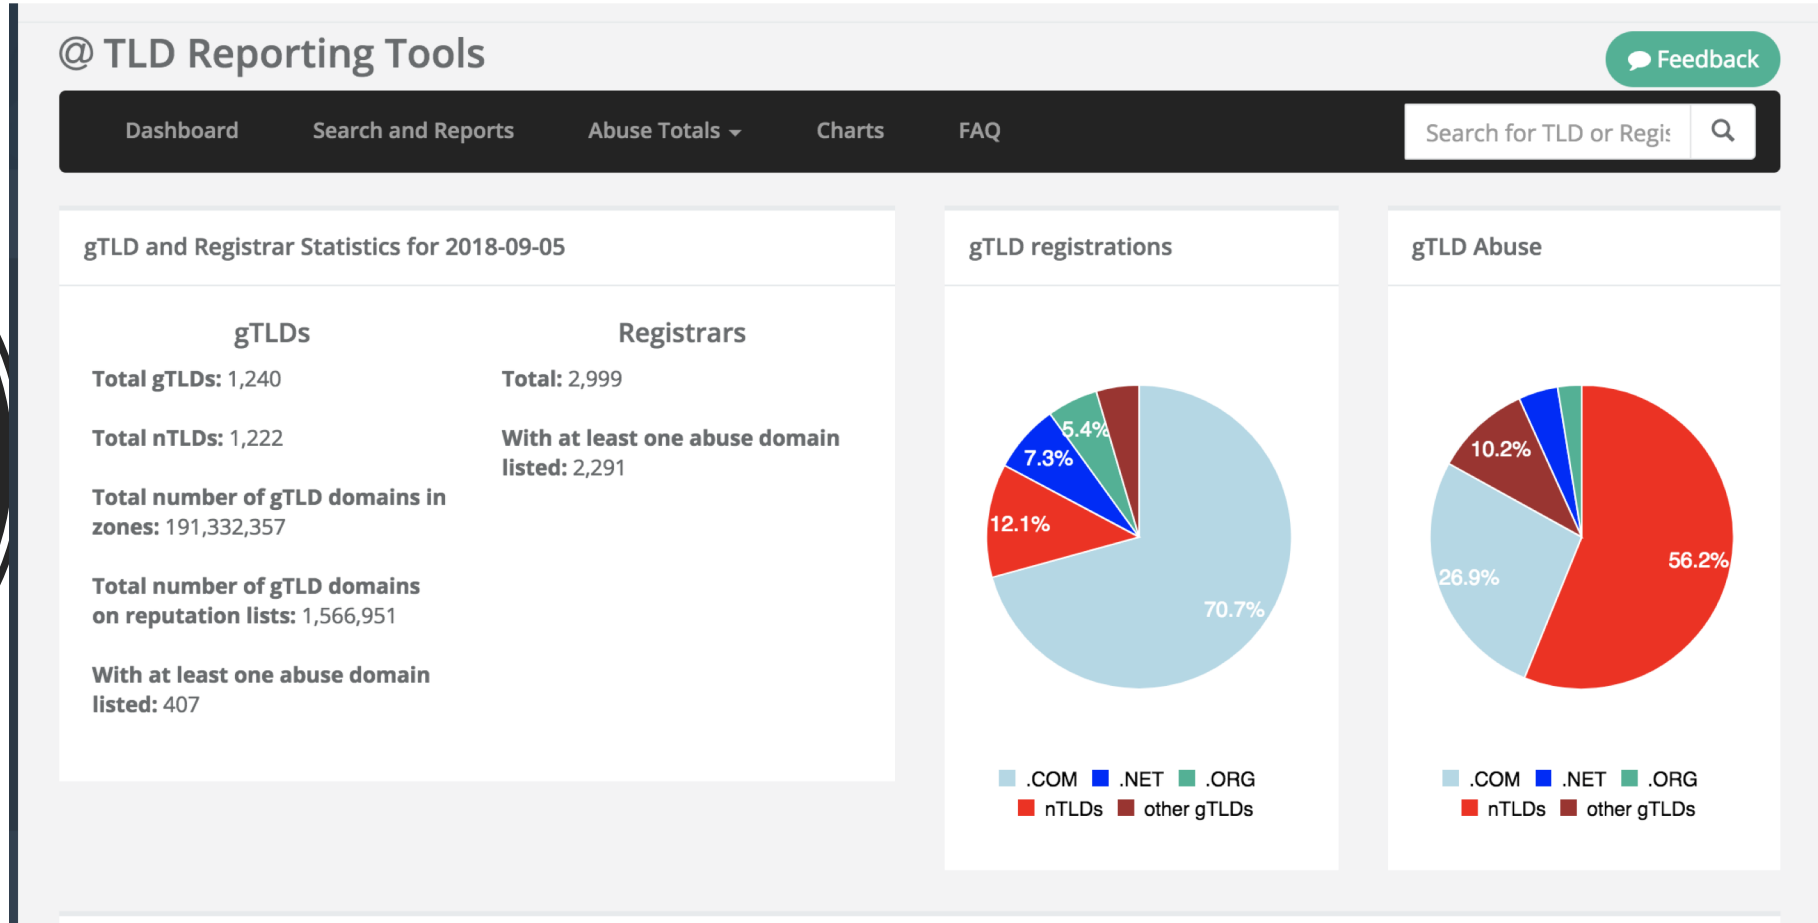 @ TLD Reporting Tools
Feedback
Dashboard Search and Reports Abuse Totals Charts FAQ
Search for TLD or Regis
gTLD and Registrar Statistics for 2018-09-05
gTLDs
Total gTLDs: 1,240
Total nTLDs: 1,222
Total number of gTLD domains in
zones: 191,332,357
Total number of gTLD domains
on reputation lists: 1,566,951
With at least one abuse domain
listed: 407
Registrars
Total: 2,999
With at least one abuse domain
listed: 2,291
gTLD registrations
5.4%
7.3%
12.1%
70.7%
.COM .NET .ORG
nTLDs other gTLDs
gTLD Abuse
10.2%
56.2%
26.9%
.COM .NET .ORG
nTLDs other gTLDs